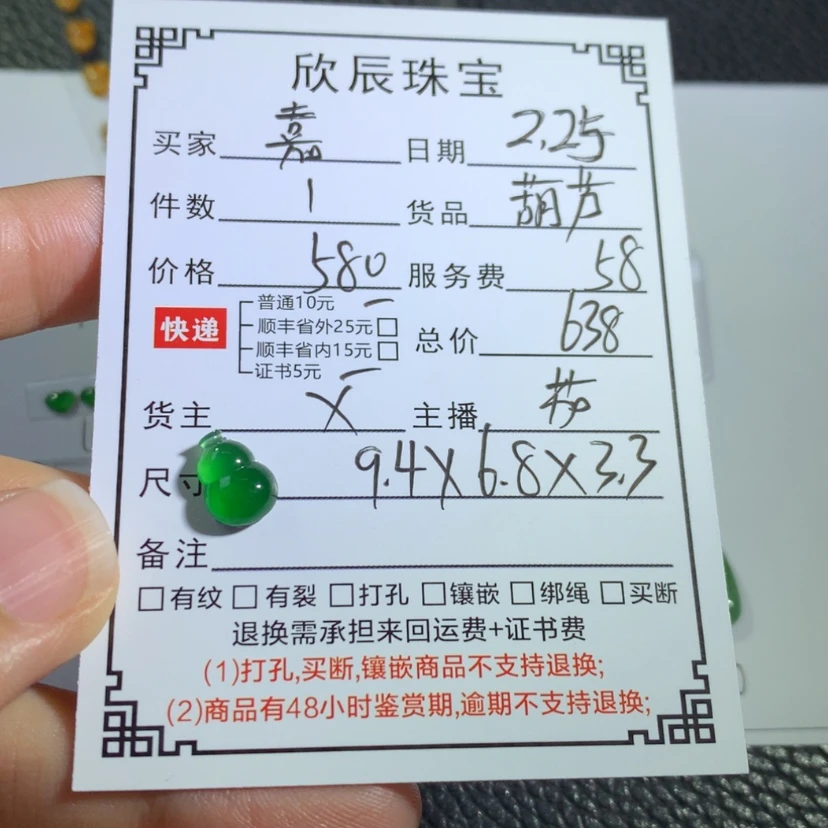 欣辰珠宝
买家 嘉 日期 2.25
件数 1 货品 葫芦
价格 580 服务费 58
快递 普通10元
顺丰省外25元
顺丰省内15元
证书5元
总价 638
货主 X 主播 茹
尺寸 9.4X6.8X3.3
备注
有纹 有裂 打孔 镶嵌 绑绳 买断
退换需承担来回运费+证书费
(1)打孔,买断,镶嵌商品不支持退换;
(2)商品有48小时鉴赏期,逾期不支持退换;